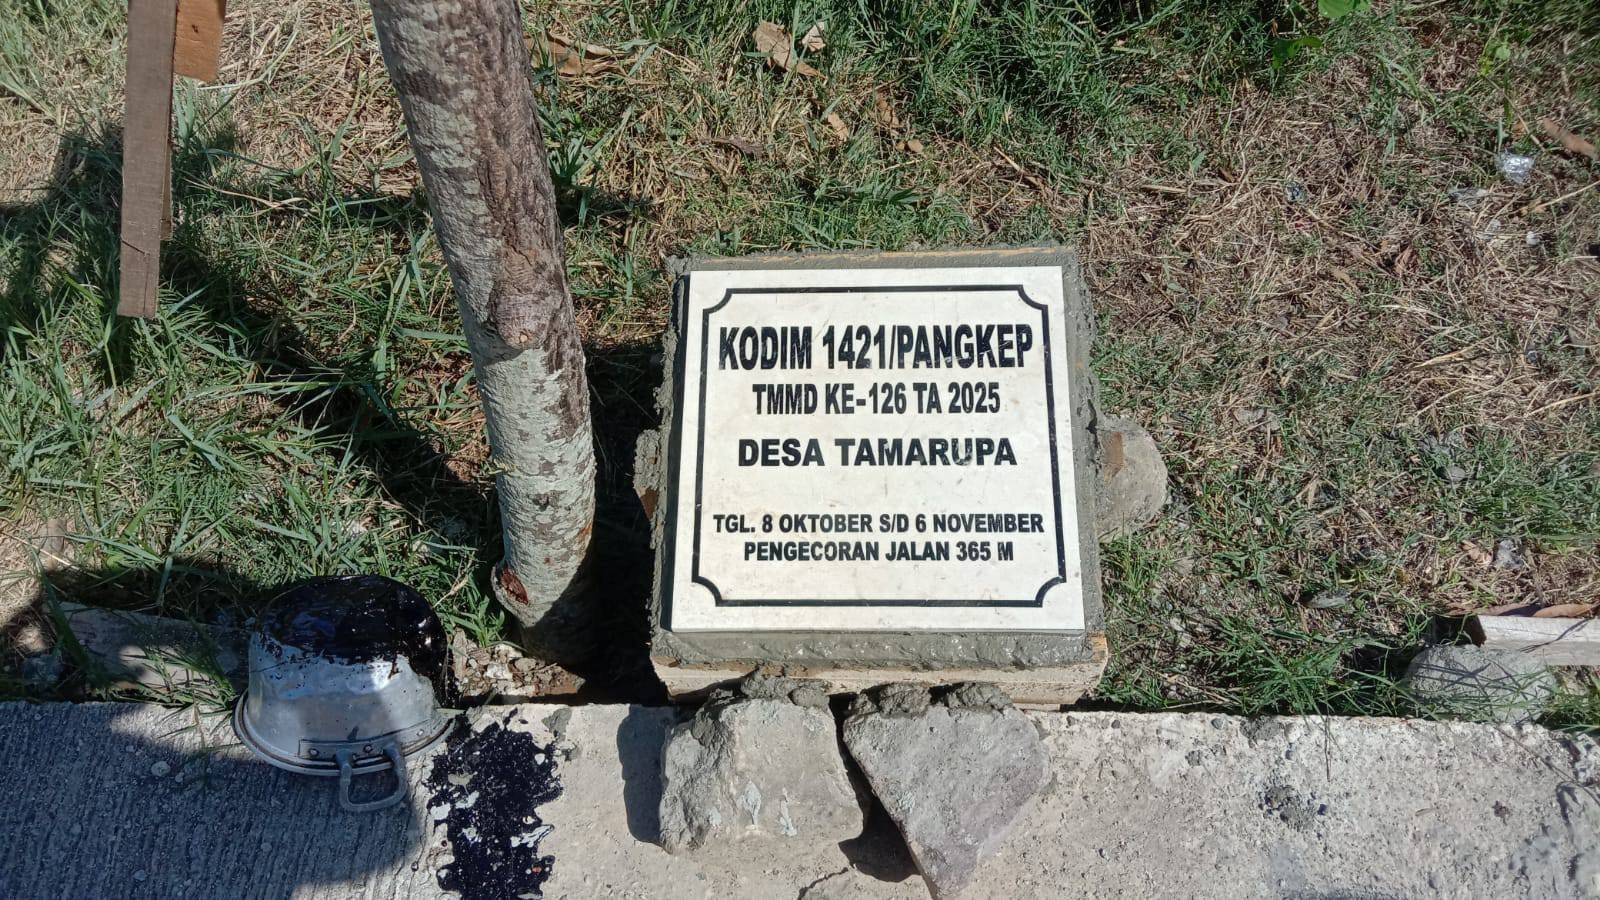 KODIM 1421/PANGKEP
TMMD KE-126 TA 2025
DESA TAMARUPA
TGL. 8 OKTOBER S/D 6 NOVEMBER
PENGECORAN JALAN 365 M